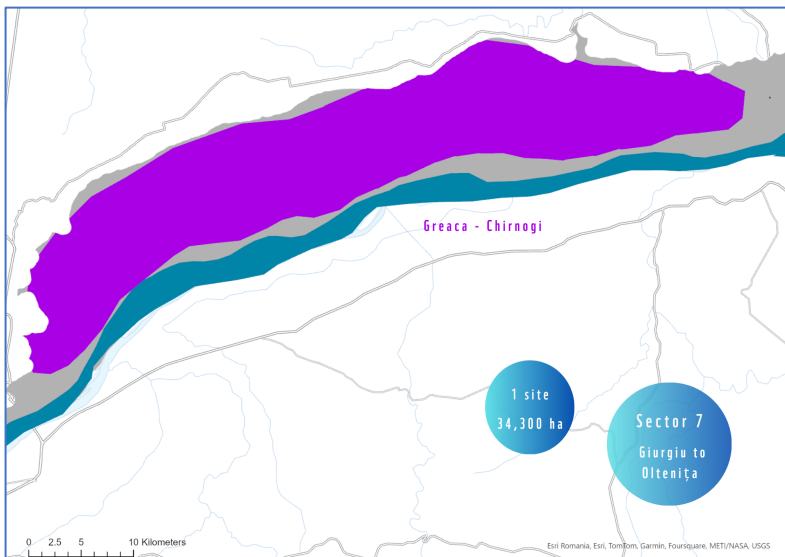 Greaca - Chirnogi
1 site
34,300 ha
Sector 7
Giurgiu to
Oltenița
0 2.5 5 10 Kilometers
Esri Romania, Esri, TomTom, Garmin, Foursquare, METI/NASA, USGS